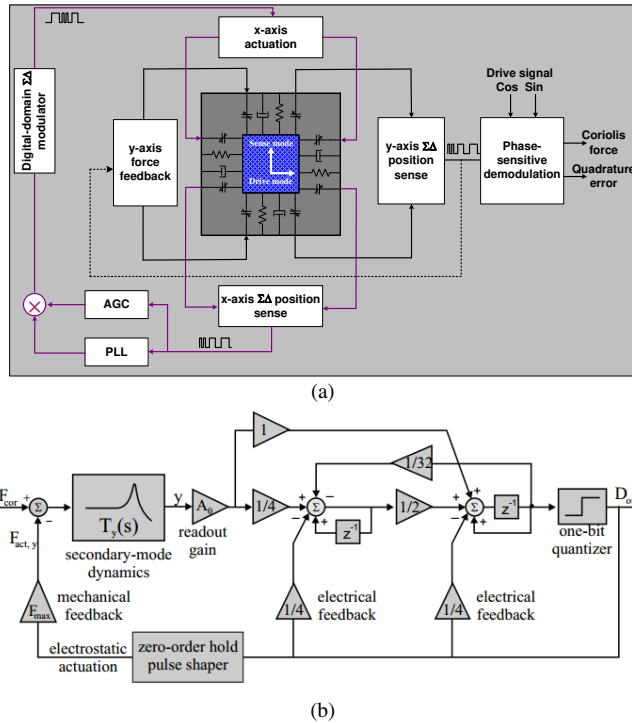 x-axis
actuation
Digital-domain ΣΔ
modulator
y-axis
force
feedback
Sense mode
Drive mode
y-axis ΣΔ
position
sense
Drive signal
Cos Sin
Phase-
sensitive
demodulation
Coriolis
force
Quadrature
error
x-axis ΣΔ position
sense
AGC
PLL
×
(a)
1
1/32
F_cor
+
Σ
−
F_act, y
T_y(s)
secondary-mode
dynamics
y
A_0
readout
gain
1/4
+
−
−
Σ
+
z^-1
1/2
+
+
−
Σ
+
z^-1
one-bit
quantizer
F_max
mechanical
feedback
1/4
electrical
feedback
1/4
electrical
feedback
electrostatic
actuation
zero-order hold
pulse shaper
(b)